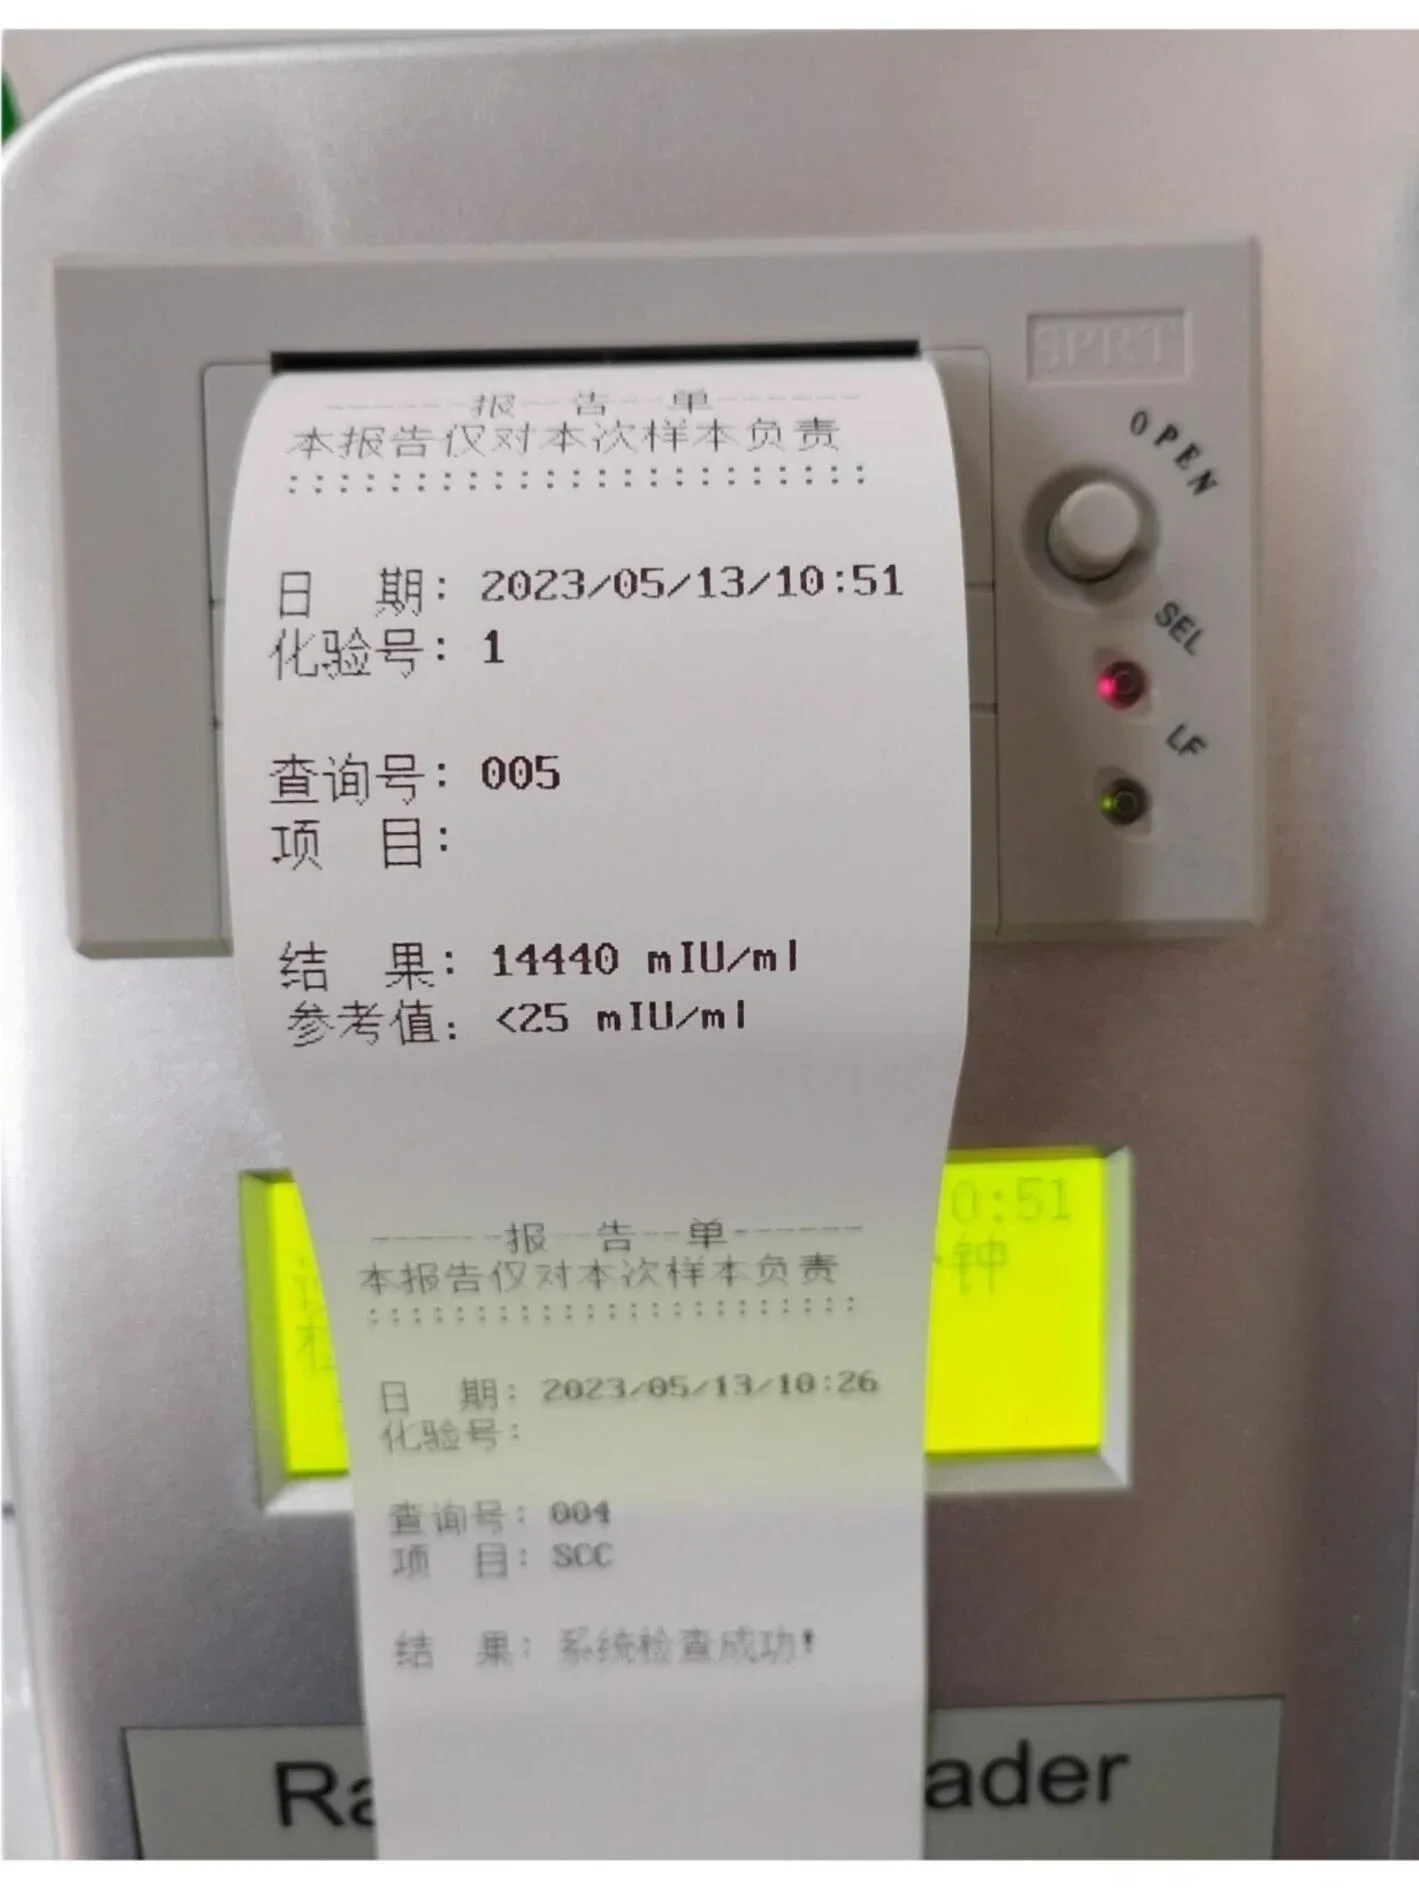 SPRT
OPEN
SEL
LF
------报--告--单------
本报告仅对本次样本负责
:::::::::::::::::::::::
日 期: 2023/05/13/10:51
化验号: 1
查询号: 005
项 目:
结 果: 14440 mIU/ml
参考值: <25 mIU/ml
0:51
钟
------报--告--单------
本报告仅对本次样本负责
:::::::::::::::::::::::
日 期: 2023/05/13/10:26
化验号:
查询号: 004
项 目: SCC
结 果: 系统检查成功!
Ra ader